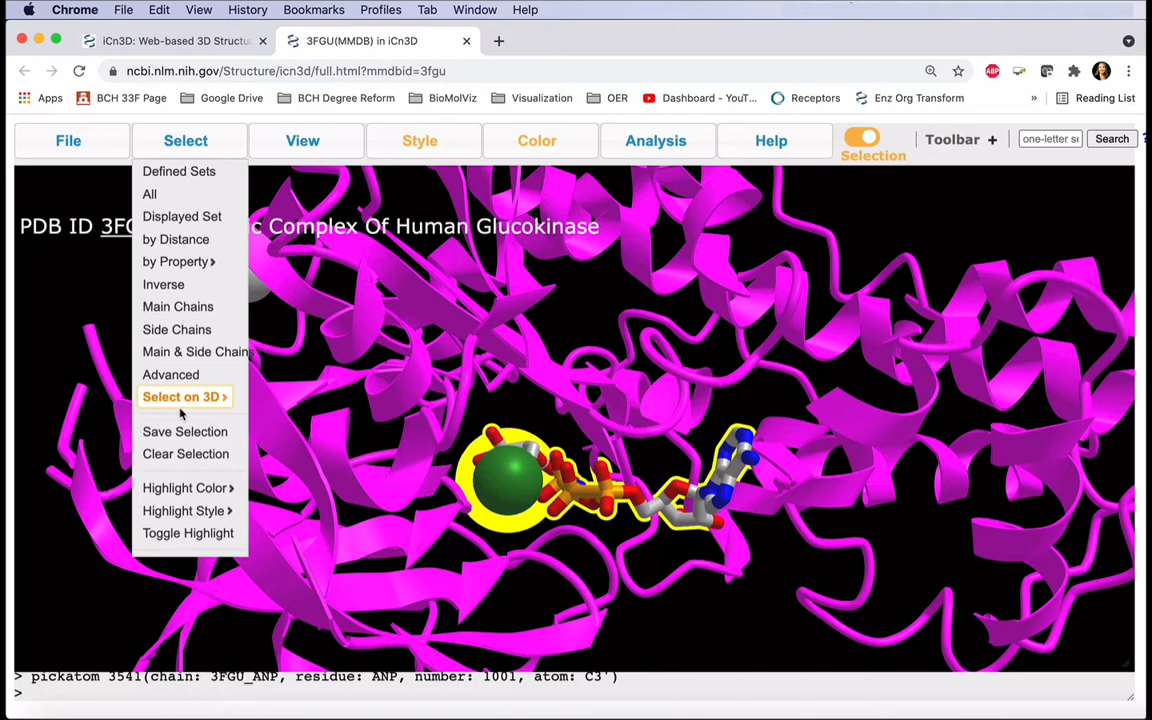 Chrome File Edit View History Bookmarks Profiles Tab Window Help
iCn3D: Web-based 3D Structu
3FGU(MMDB) in iCn3D
ncbi.nlm.nih.gov/Structure/icn3d/full.html?mmdbid=3fgu
ABP
Apps BCH 33F Page Google Drive BCH Degree Reform BioMolViz Visualization OER Dashboard - YouT... Receptors Enz Org Transform » Reading List
File Select View Style Color Analysis Help Selection Toolbar + one-letter se Search
Defined Sets
All
Displayed Set
by Distance
by Property
Inverse
Main Chains
Side Chains
Main & Side Chains
Advanced
Select on 3D
Save Selection
Clear Selection
Highlight Color
Highlight Style
Toggle Highlight
PDB ID 3FG c Complex Of Human Glucokinase
> pickatom 3541(chain: 3FGU_ANP, residue: ANP, number: 1001, atom: C3')
>